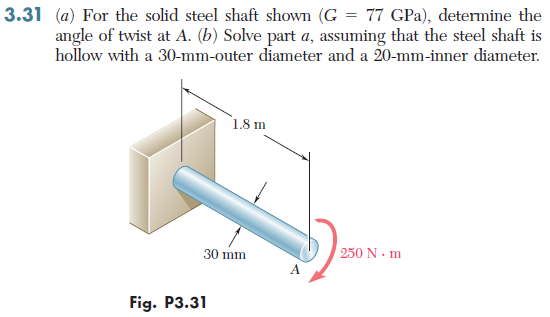 3.31 (a) For the solid steel shaft shown (G = 77 GPa), determine the
angle of twist at A. (b) Solve part a, assuming that the steel shaft is
hollow with a 30-mm-outer diameter and a 20-mm-inner diameter.
1.8 m
30 mm
250 N · m
A
Fig. P3.31